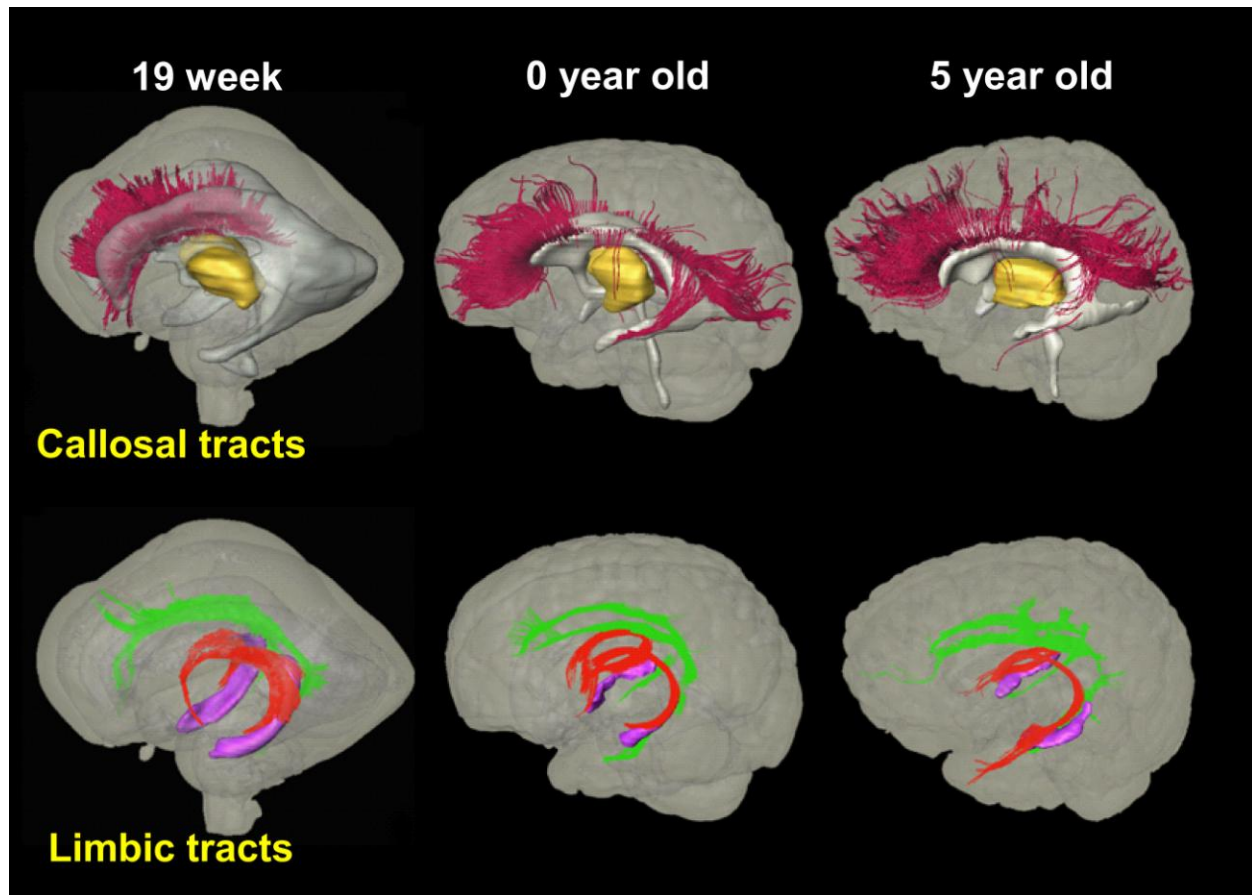 19 week
0 year old
5 year old
Callosal tracts
Limbic tracts